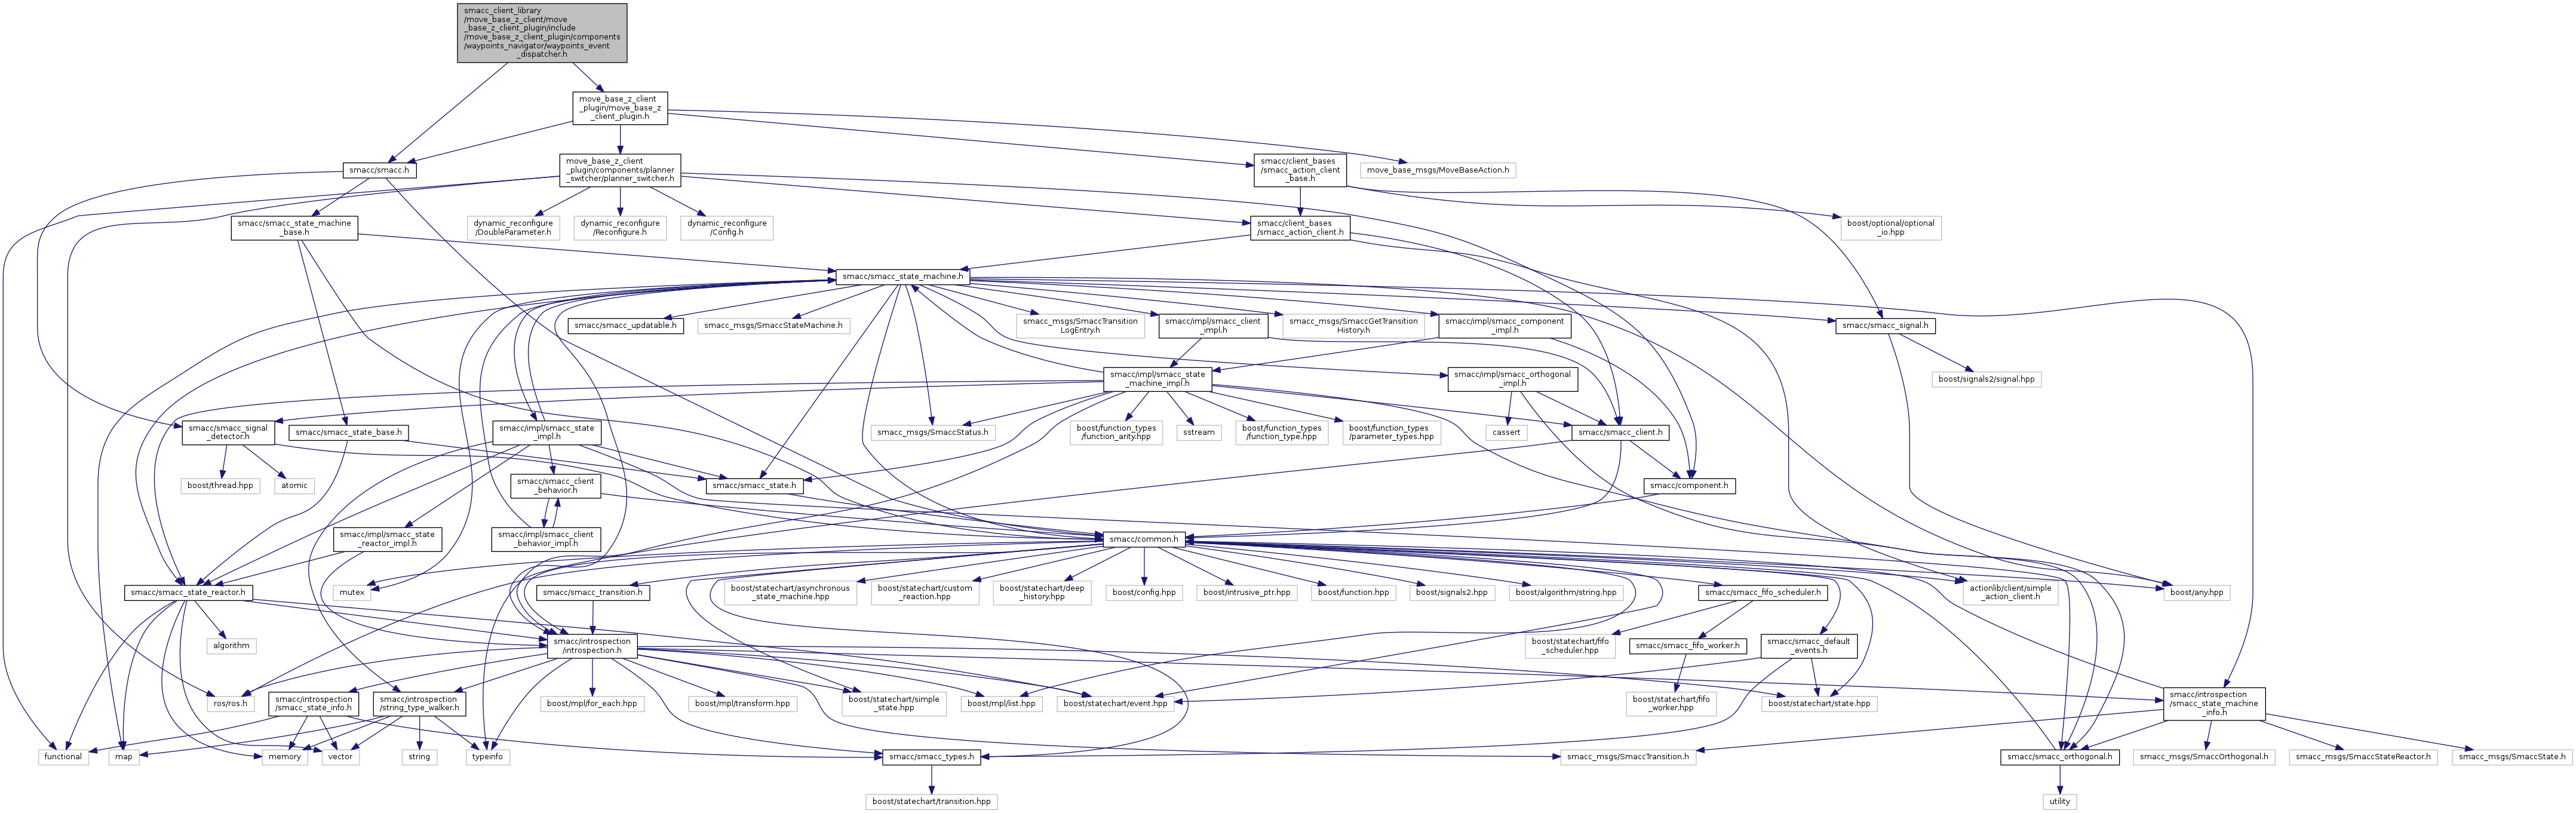 smacc_client_library
/move_base_z_client/move
_base_z_client_plugin/include
/move_base_z_client_plugin/components
/waypoints_navigator/waypoints_event
_dispatcher.h
move_base_z_client
_plugin/move_base_z
_client_plugin.h
smacc/smacc.h
move_base_z_client
_plugin/components/planner
_switcher/planner_switcher.h
smacc/client_bases
/smacc_action_client
_base.h
move_base_msgs/MoveBaseAction.h
smacc/smacc_state_machine
_base.h
dynamic_reconfigure
/DoubleParameter.h
dynamic_reconfigure
/Reconfigure.h
dynamic_reconfigure
/Config.h
smacc/client_bases
/smacc_action_client.h
boost/optional/optional
_io.hpp
smacc/smacc_state_machine.h
smacc/smacc_updatable.h
smacc_msgs/SmaccStateMachine.h
smacc_msgs/SmaccTransition
LogEntry.h
smacc/impl/smacc_client
_impl.h
smacc_msgs/SmaccGetTransition
History.h
smacc/impl/smacc_component
_impl.h
smacc/smacc_signal.h
smacc/impl/smacc_state
_machine_impl.h
smacc/impl/smacc_orthogonal
_impl.h
boost/signals2/signal.hpp
smacc/smacc_signal
_detector.h
smacc/smacc_state_base.h
smacc/impl/smacc_state
_impl.h
smacc_msgs/SmaccStatus.h
boost/function_types
/function_arity.hpp
sstream
boost/function_types
/function_type.hpp
boost/function_types
/parameter_types.hpp
cassert
smacc/smacc_client.h
boost/thread.hpp
atomic
smacc/smacc_client
_behavior.h
smacc/smacc_state.h
smacc/component.h
smacc/impl/smacc_state
_reactor_impl.h
smacc/impl/smacc_client
_behavior_impl.h
smacc/common.h
smacc/smacc_state_reactor.h
mutex
smacc/smacc_transition.h
boost/statechart/asynchronous
_state_machine.hpp
boost/statechart/custom
_reaction.hpp
boost/statechart/deep
_history.hpp
boost/config.hpp
boost/intrusive_ptr.hpp
boost/function.hpp
boost/signals2.hpp
boost/algorithm/string.hpp
smacc/smacc_fifo_scheduler.h
actionlib/client/simple
_action_client.h
boost/any.hpp
algorithm
smacc/introspection
/introspection.h
boost/statechart/fifo
_scheduler.hpp
smacc/smacc_fifo_worker.h
smacc/smacc_default
_events.h
ros/ros.h
smacc/introspection
/smacc_state_info.h
smacc/introspection
/string_type_walker.h
boost/mpl/for_each.hpp
boost/mpl/transform.hpp
boost/statechart/simple
_state.hpp
boost/mpl/list.hpp
boost/statechart/event.hpp
boost/statechart/fifo
_worker.hpp
boost/statechart/state.hpp
smacc/introspection
/smacc_state_machine
_info.h
functional
map
memory
vector
string
typeinfo
smacc/smacc_types.h
smacc_msgs/SmaccTransition.h
smacc/smacc_orthogonal.h
smacc_msgs/SmaccOrthogonal.h
smacc_msgs/SmaccStateReactor.h
smacc_msgs/SmaccState.h
boost/statechart/transition.hpp
utility